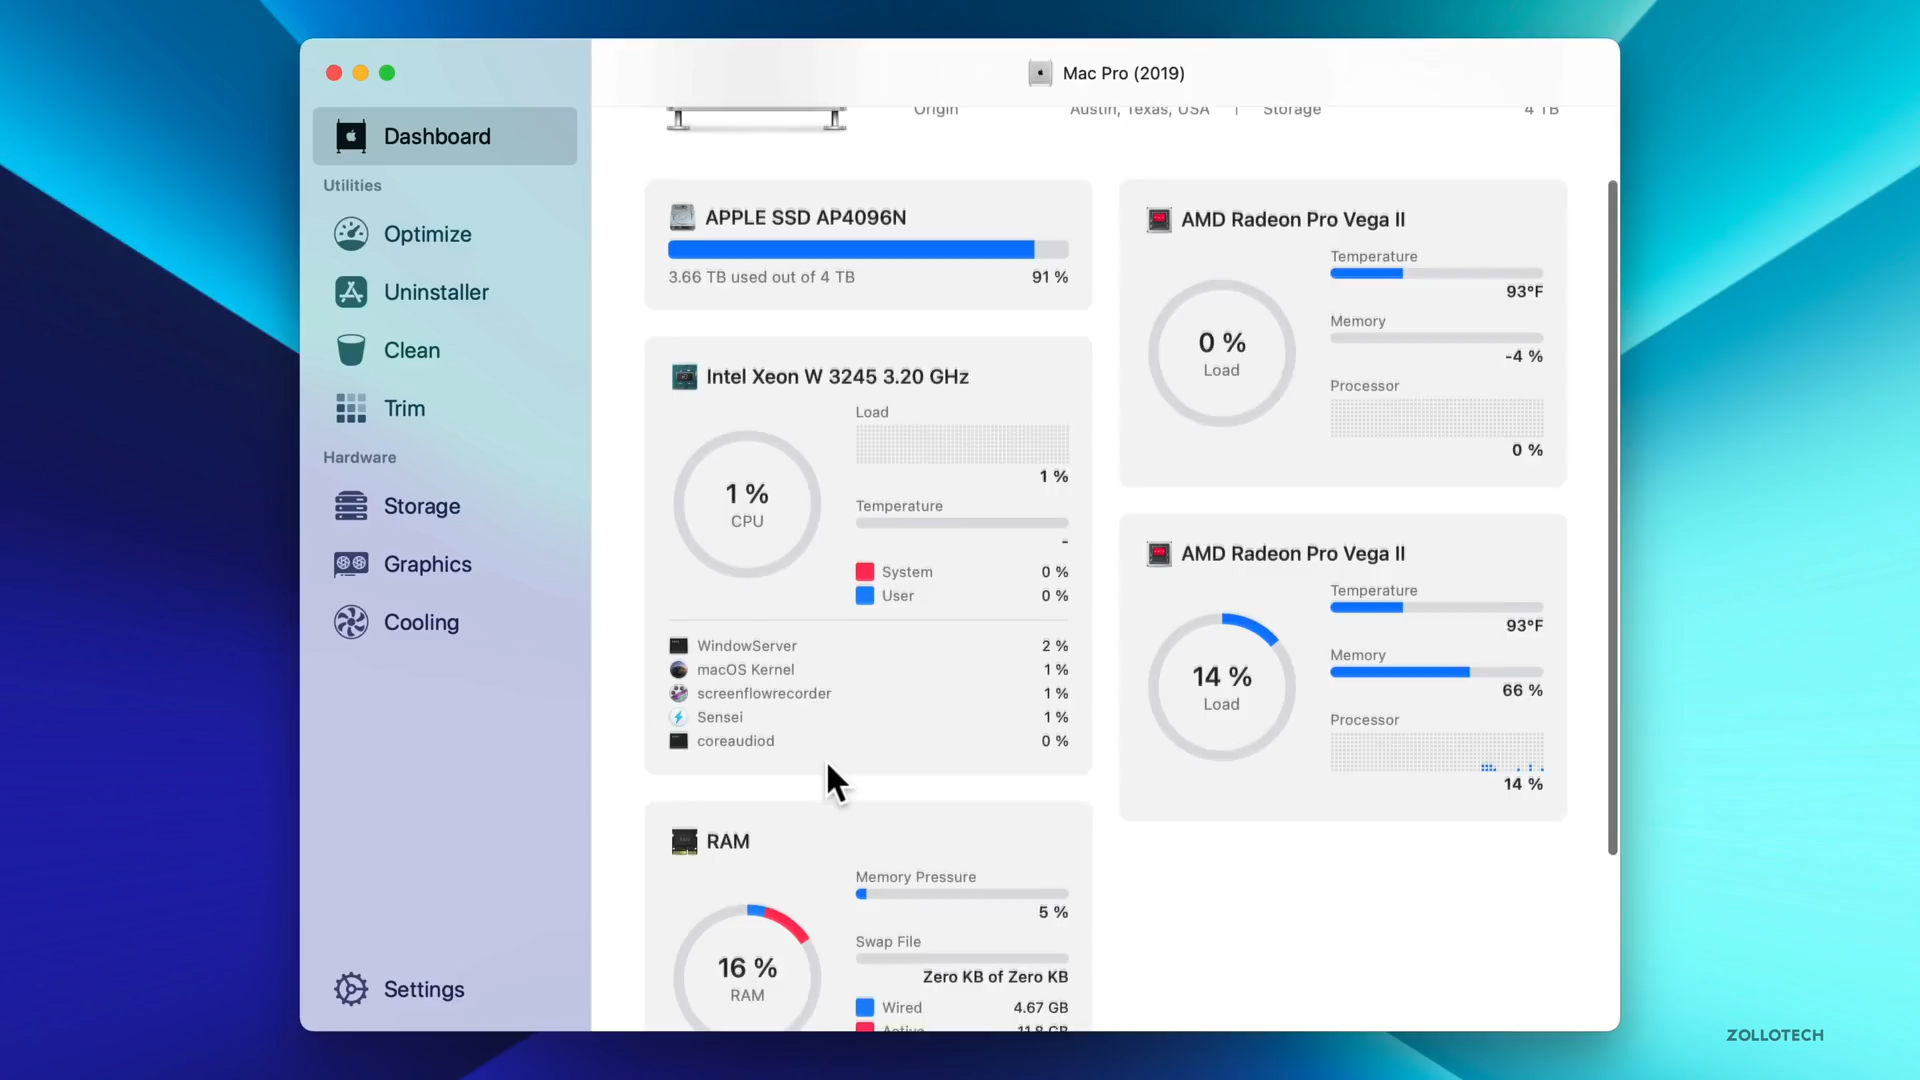 Mac Pro (2019)
Dashboard
Utilities
Optimize
Uninstaller
Clean
Trim
Hardware
Storage
Graphics
Cooling
Settings
Origin Austin, Texas, USA | Storage 4 TB
APPLE SSD AP4096N
3.66 TB used out of 4 TB 91 %
Intel Xeon W 3245 3.20 GHz
Load
1 %
1 %
CPU
Temperature
-
System 0 %
User 0 %
WindowServer 2 %
macOS Kernel 1 %
screenflowrecorder 1 %
Sensei 1 %
coreaudiod 0 %
RAM
Memory Pressure
5 %
Swap File
Zero KB of Zero KB
16 %
RAM
Wired 4.67 GB
Active 11.8 GB
AMD Radeon Pro Vega II
Temperature
93°F
0 %
Load
Memory
-4 %
Processor
0 %
AMD Radeon Pro Vega II
Temperature
93°F
14 %
Load
Memory
66 %
Processor
14 %
ZOLLOTECH